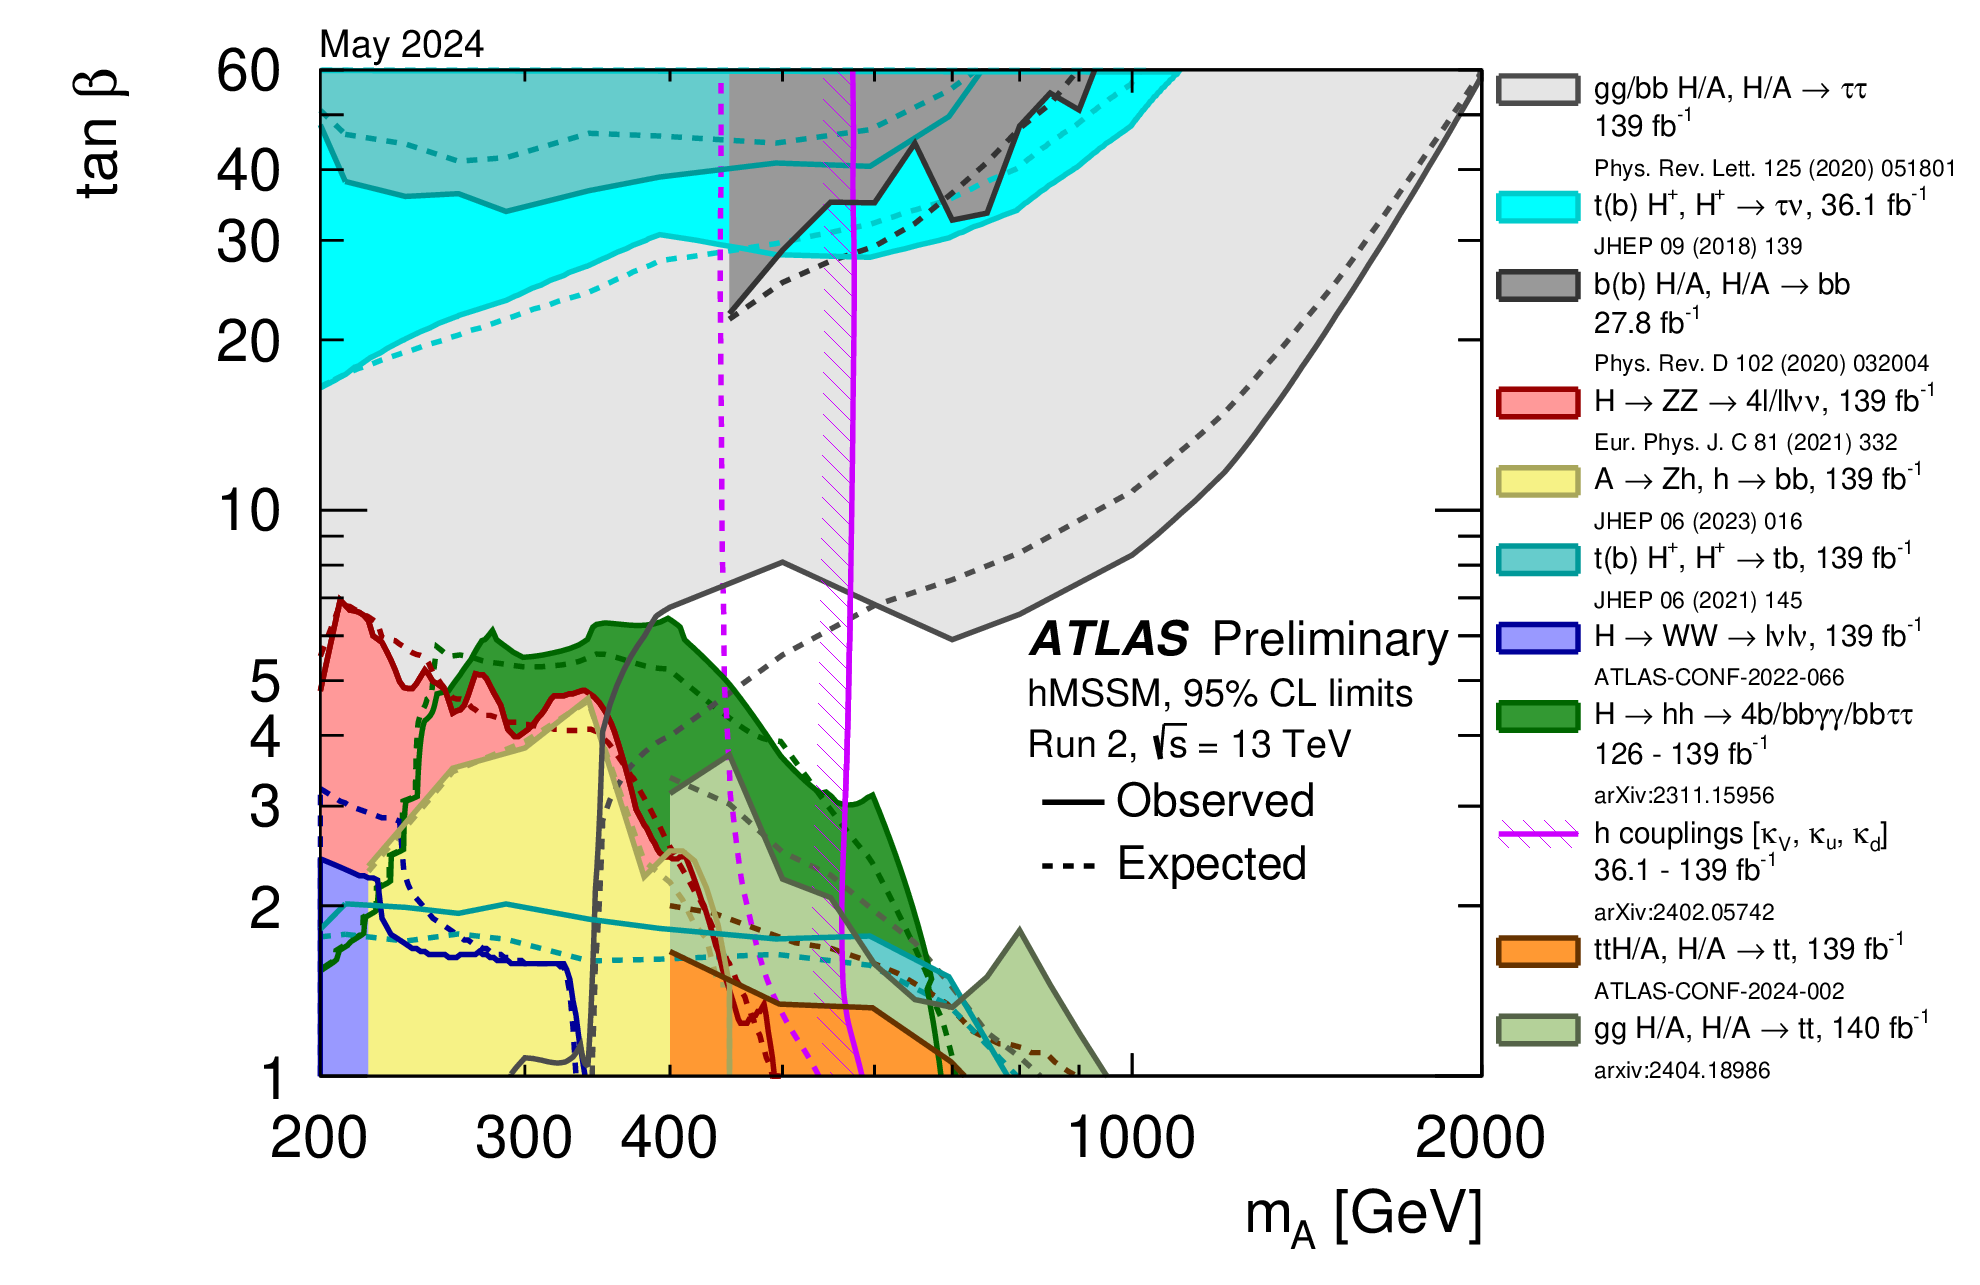 May 2024
tan β
60
40
30
20
10
5
4
3
2
1
200 300 400 1000 2000
m_A [GeV]
ATLAS Preliminary
hMSSM, 95% CL limits
Run 2, √s = 13 TeV
Observed
Expected
gg/bb H/A, H/A → ττ
139 fb⁻¹
Phys. Rev. Lett. 125 (2020) 051801
t(b) H⁺, H⁺ → τν, 36.1 fb⁻¹
JHEP 09 (2018) 139
b(b) H/A, H/A → bb
27.8 fb⁻¹
Phys. Rev. D 102 (2020) 032004
H → ZZ → 4l/llνν, 139 fb⁻¹
Eur. Phys. J. C 81 (2021) 332
A → Zh, h → bb, 139 fb⁻¹
JHEP 06 (2023) 016
t(b) H⁺, H⁺ → tb, 139 fb⁻¹
JHEP 06 (2021) 145
H → WW → lνlν, 139 fb⁻¹
ATLAS-CONF-2022-066
H → hh → 4b/bbγγ/bbττ
126 - 139 fb⁻¹
arXiv:2311.15956
h couplings [κ_V, κ_u, κ_d]
36.1 - 139 fb⁻¹
arXiv:2402.05742
ttH/A, H/A → tt, 139 fb⁻¹
ATLAS-CONF-2024-002
gg H/A, H/A → tt, 140 fb⁻¹
arxiv:2404.18986